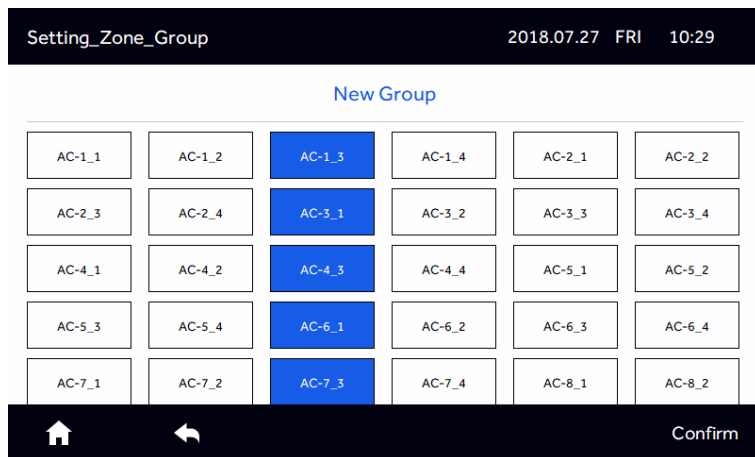 Setting_Zone_Group 2018.07.27 FRI 10:29
New Group
AC-1_1 AC-1_2 AC-1_3 AC-1_4 AC-2_1 AC-2_2
AC-2_3 AC-2_4 AC-3_1 AC-3_2 AC-3_3 AC-3_4
AC-4_1 AC-4_2 AC-4_3 AC-4_4 AC-5_1 AC-5_2
AC-5_3 AC-5_4 AC-6_1 AC-6_2 AC-6_3 AC-6_4
AC-7_1 AC-7_2 AC-7_3 AC-7_4 AC-8_1 AC-8_2
Confirm